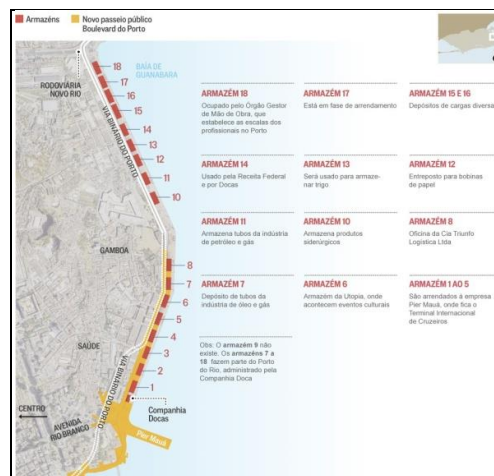 Armazéns
Novo passeio público
Boulevard do Porto
BAÍA DE
GUANABARA
RODOVIÁRIA
NOVO RIO
VIA BINÁRIO DO PORTO
18
17
16
15
14
13
12
11
10
GAMBOA
8
7
6
5
4
3
2
1
SAÚDE
VIA BINÁRIO DO PORTO
CENTRO
AVENIDA
RIO BRANCO
Companhia
Docas
Pier Mauá
ARMAZÉM 18
Ocupado pelo Órgão Gestor
de Mão de Obra, que
estabelece as escalas dos
profissionais no Porto
ARMAZÉM 17
Está em fase de arrendamento
ARMAZÉM 15 E 16
Depósitos de cargas diversa
ARMAZÉM 14
Usado pela Receita Federal
e por Docas
ARMAZÉM 13
Será usado para armaze-
nar trigo
ARMAZÉM 12
Entreposto para bobinas
de papel
ARMAZÉM 11
Armazena tubos da indústria
de petróleo e gás
ARMAZÉM 10
Armazena produtos
siderúrgicos
ARMAZÉM 8
Oficina da Cia Triunfo
Logística Ltda
ARMAZÉM 7
Depósito de tubos da
indústria de óleo e gás
ARMAZÉM 6
Armazém da Utopia, onde
acontecem eventos culturais
ARMAZÉM 1 AO 5
São arrendados à empresa
Pier Mauá, onde fica o
Terminal Internacional
de Cruzeiros
Obs: O armazém 9 não
existe. Os armazéns 7 a
18 fazem parte do Porto
do Rio, administrado pela
Companhia Doca